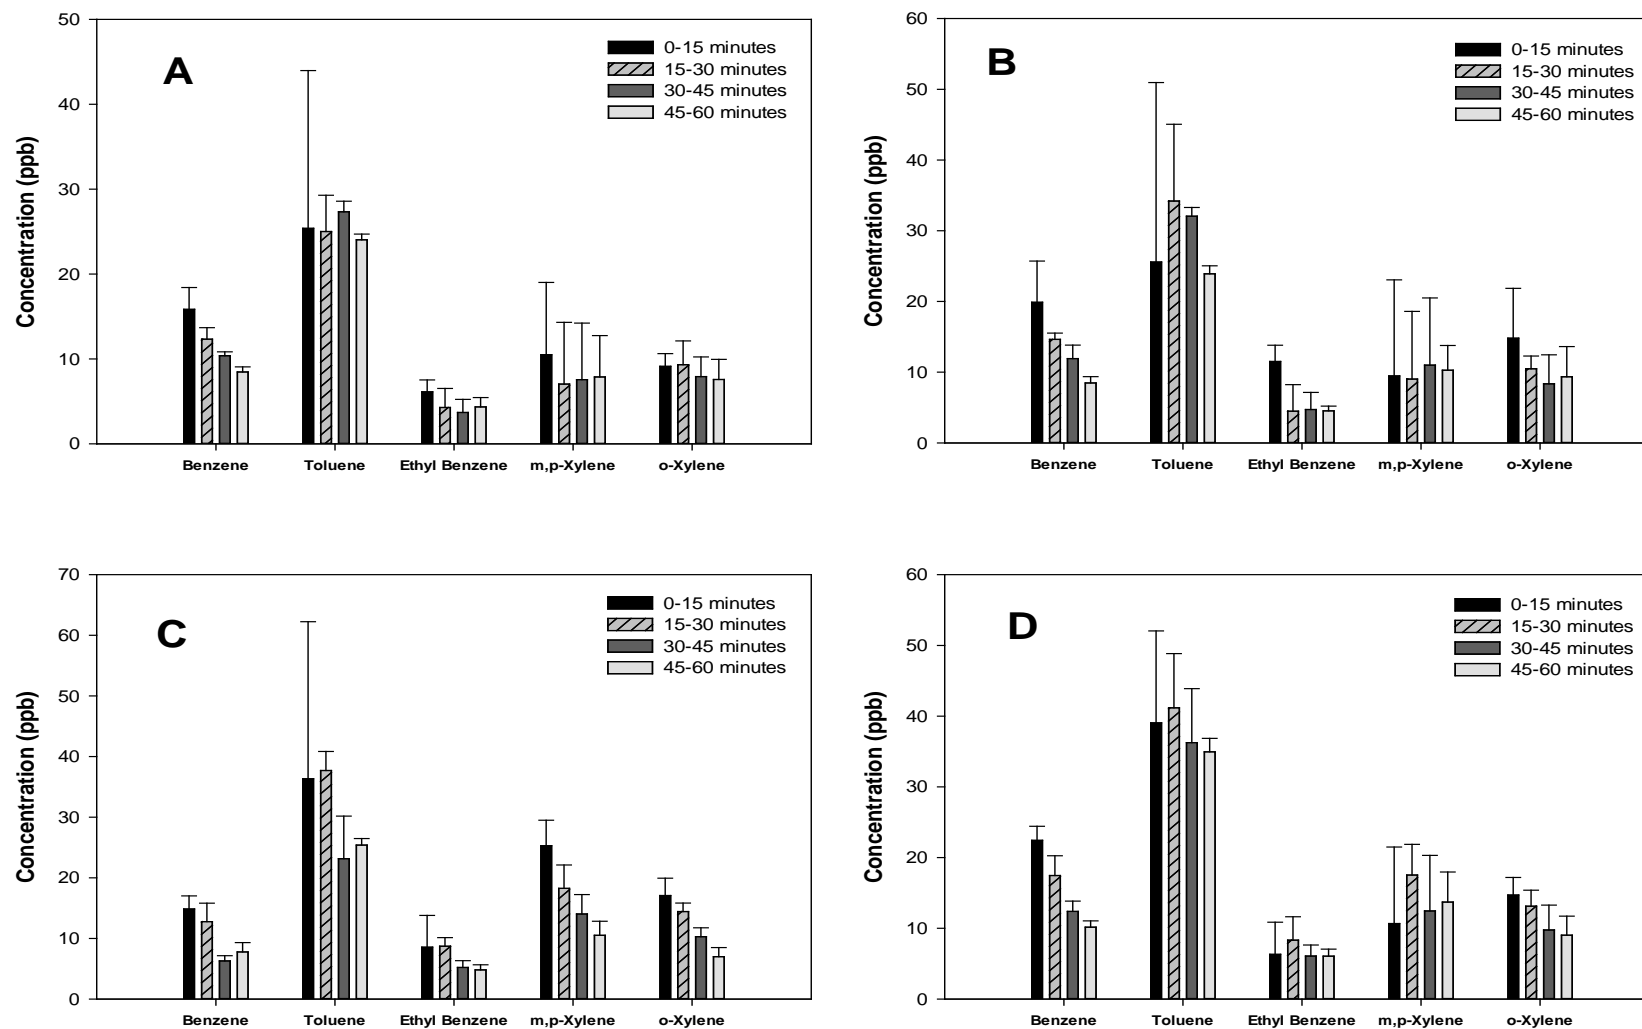 A
Concentration (ppb)
50
40
30
20
10
0
0-15 minutes
15-30 minutes
30-45 minutes
45-60 minutes
Benzene Toluene Ethyl Benzene m,p-Xylene o-Xylene
B
Concentration (ppb)
60
50
40
30
20
10
0
0-15 minutes
15-30 minutes
30-45 minutes
45-60 minutes
Benzene Toluene Ethyl Benzene m,p-Xylene o-Xylene
C
Concentration (ppb)
70
60
50
40
30
20
10
0
0-15 minutes
15-30 minutes
30-45 minutes
45-60 minutes
Benzene Toluene Ethyl Benzene m,p-Xylene o-Xylene
D
Concentration (ppb)
60
50
40
30
20
10
0
0-15 minutes
15-30 minutes
30-45 minutes
45-60 minutes
Benzene Toluene Ethyl Benzene m,p-Xylene o-Xylene